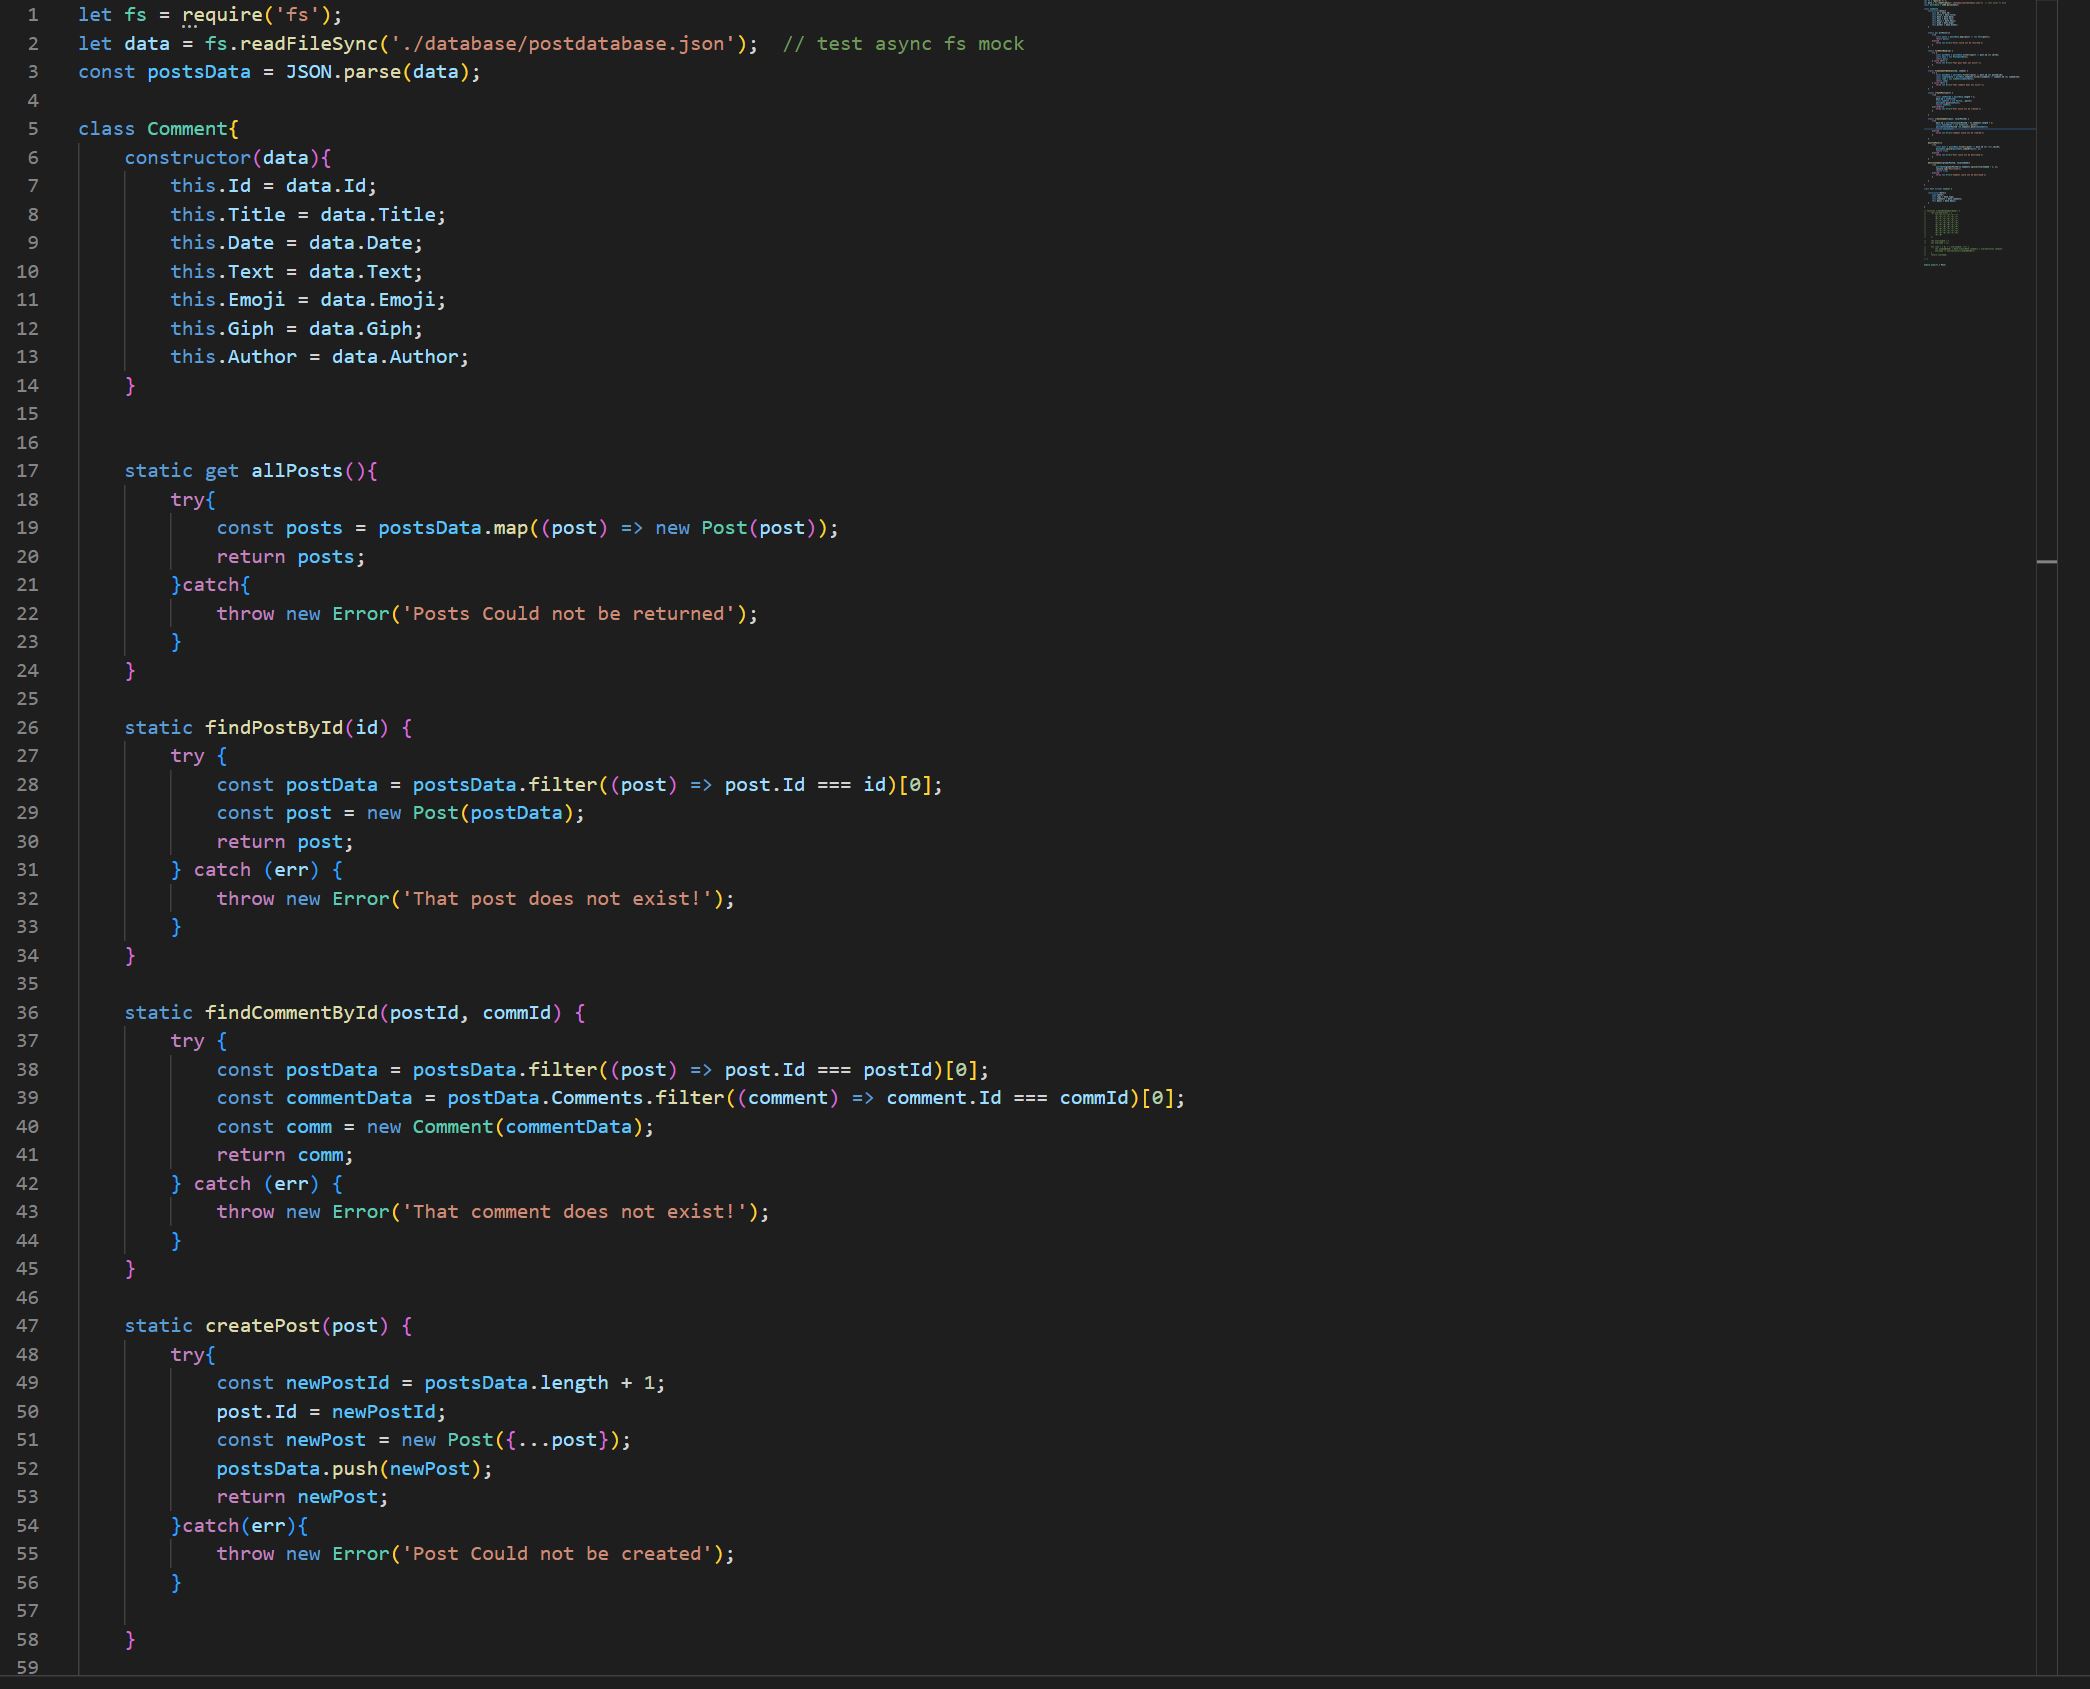 1 let fs = require('fs');
2 let data = fs.readFileSync('./database/postdatabase.json');  // test async fs mock
3 const postsData = JSON.parse(data);
4
5 class Comment{
6     constructor(data){
7         this.Id = data.Id;
8         this.Title = data.Title;
9         this.Date = data.Date;
10         this.Text = data.Text;
11         this.Emoji = data.Emoji;
12         this.Giph = data.Giph;
13         this.Author = data.Author;
14     }
15
16
17     static get allPosts(){
18         try{
19             const posts = postsData.map((post) => new Post(post));
20             return posts;
21         }catch{
22             throw new Error('Posts Could not be returned');
23         }
24     }
25
26     static findPostById(id) {
27         try {
28             const postData = postsData.filter((post) => post.Id === id)[0];
29             const post = new Post(postData);
30             return post;
31         } catch (err) {
32             throw new Error('That post does not exist!');
33         }
34     }
35
36     static findCommentById(postId, commId) {
37         try {
38             const postData = postsData.filter((post) => post.Id === postId)[0];
39             const commentData = postData.Comments.filter((comment) => comment.Id === commId)[0];
40             const comm = new Comment(commentData);
41             return comm;
42         } catch (err) {
43             throw new Error('That comment does not exist!');
44         }
45     }
46
47     static createPost(post) {
48         try{
49             const newPostId = postsData.length + 1;
50             post.Id = newPostId;
51             const newPost = new Post({...post});
52             postsData.push(newPost);
53             return newPost;
54         }catch(err){
55             throw new Error('Post Could not be created');
56         }
57
58     }
59